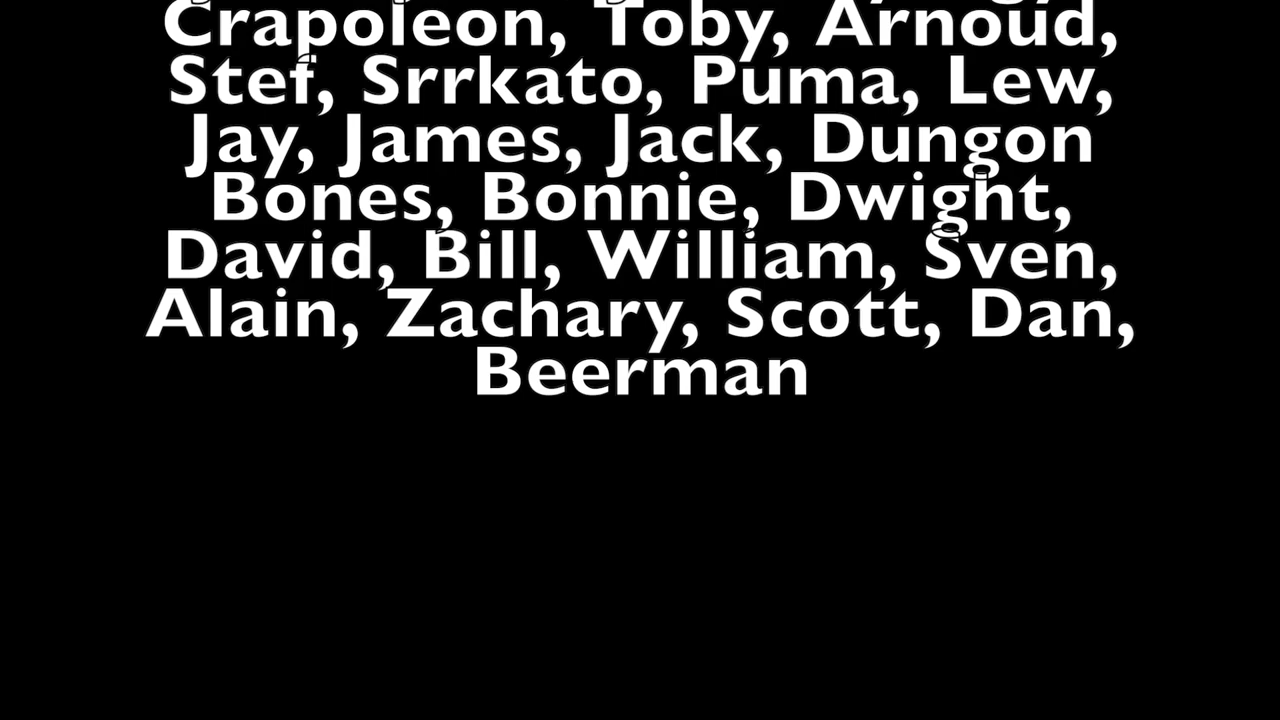 Crapoleon, Toby, Arnoud,
Stef, Srrkato, Puma, Lew,
Jay, James, Jack, Dungon
Bones, Bonnie, Dwight,
David, Bill, William, Sven,
Alain, Zachary, Scott, Dan,
Beerman